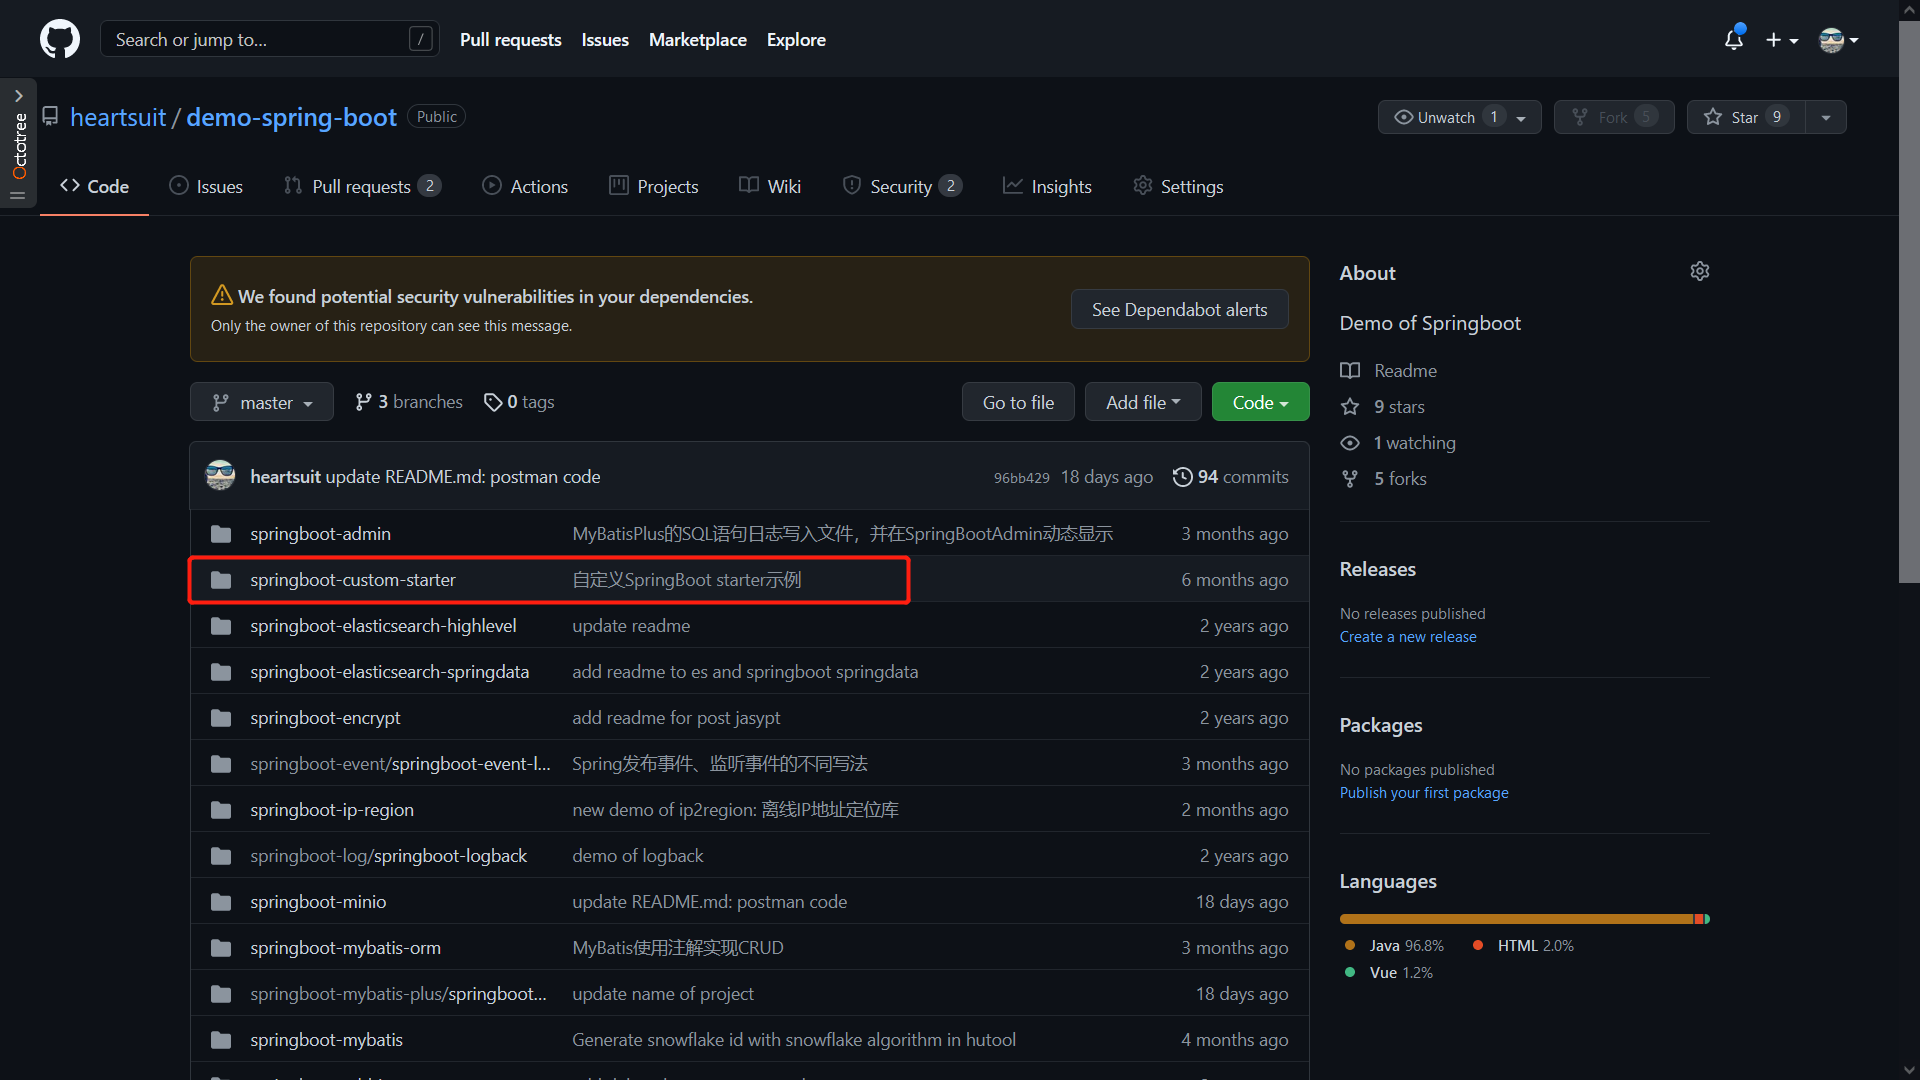 Search or jump to... /
Pull requests Issues Marketplace Explore
Octotree
heartsuit / demo-spring-boot Public
Unwatch 1 Fork 5 Star 9
Code Issues Pull requests 2 Actions Projects Wiki Security 2 Insights Settings
We found potential security vulnerabilities in your dependencies.
Only the owner of this repository can see this message.
See Dependabot alerts
master 3 branches 0 tags
Go to file Add file Code
heartsuit update README.md: postman code 96bb429 18 days ago 94 commits
springboot-admin MyBatisPlus的SQL语句日志写入文件，并在SpringBootAdmin动态显示 3 months ago
springboot-custom-starter 自定义SpringBoot starter示例 6 months ago
springboot-elasticsearch-highlevel update readme 2 years ago
springboot-elasticsearch-springdata add readme to es and springboot springdata 2 years ago
springboot-encrypt add readme for post jasypt 2 years ago
springboot-event/springboot-event-l... Spring发布事件、监听事件的不同写法 3 months ago
springboot-ip-region new demo of ip2region: 离线IP地址定位库 2 months ago
springboot-log/springboot-logback demo of logback 2 years ago
springboot-minio update README.md: postman code 18 days ago
springboot-mybatis-orm MyBatis使用注解实现CRUD 3 months ago
springboot-mybatis-plus/springboot... update name of project 18 days ago
springboot-mybatis Generate snowflake id with snowflake algorithm in hutool 4 months ago
About
Demo of Springboot
Readme
9 stars
1 watching
5 forks
Releases
No releases published
Create a new release
Packages
No packages published
Publish your first package
Languages
Java 96.8% HTML 2.0%
Vue 1.2%